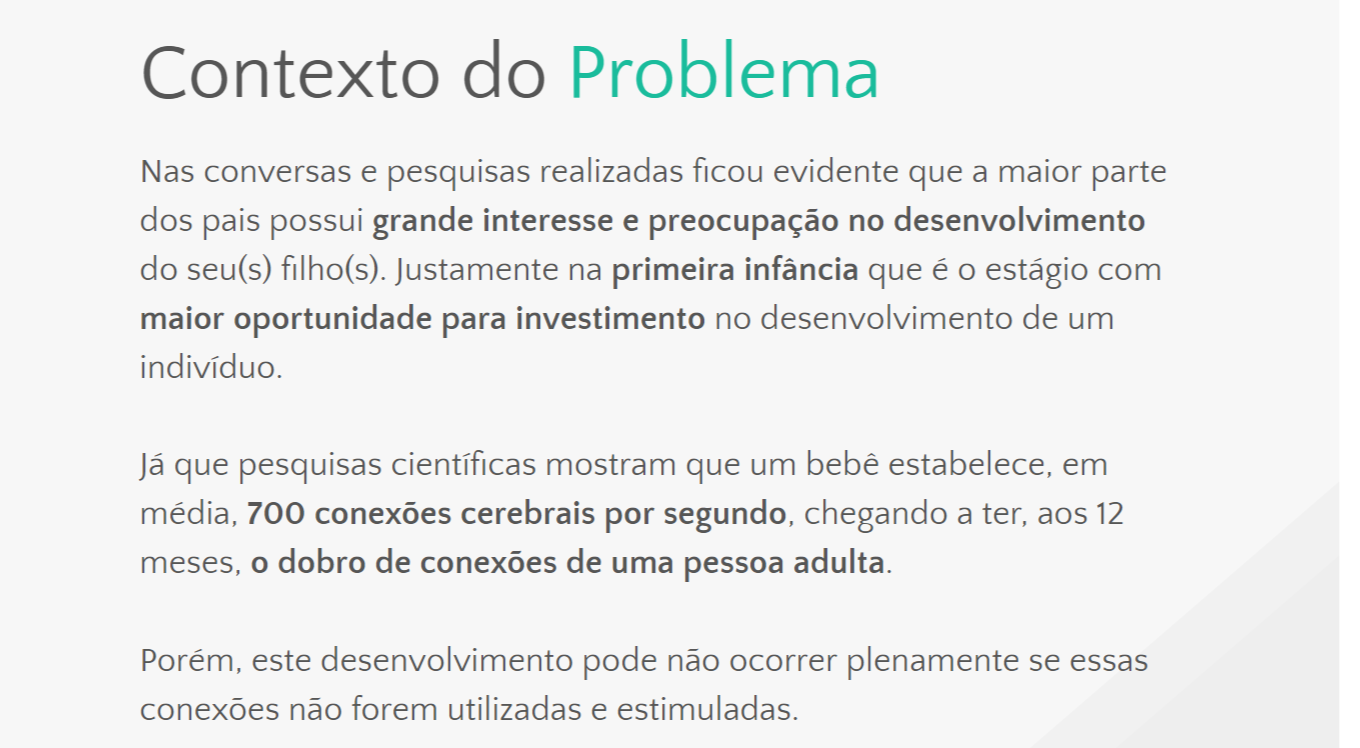 Contexto do Problema
Nas conversas e pesquisas realizadas ficou evidente que a maior parte
dos pais possui grande interesse e preocupação no desenvolvimento
do seu(s) filho(s). Justamente na primeira infância que é o estágio com
maior oportunidade para investimento no desenvolvimento de um
indivíduo.
Já que pesquisas científicas mostram que um bebê estabelece, em
média, 700 conexões cerebrais por segundo, chegando a ter, aos 12
meses, o dobro de conexões de uma pessoa adulta.
Porém, este desenvolvimento pode não ocorrer plenamente se essas
conexões não forem utilizadas e estimuladas.